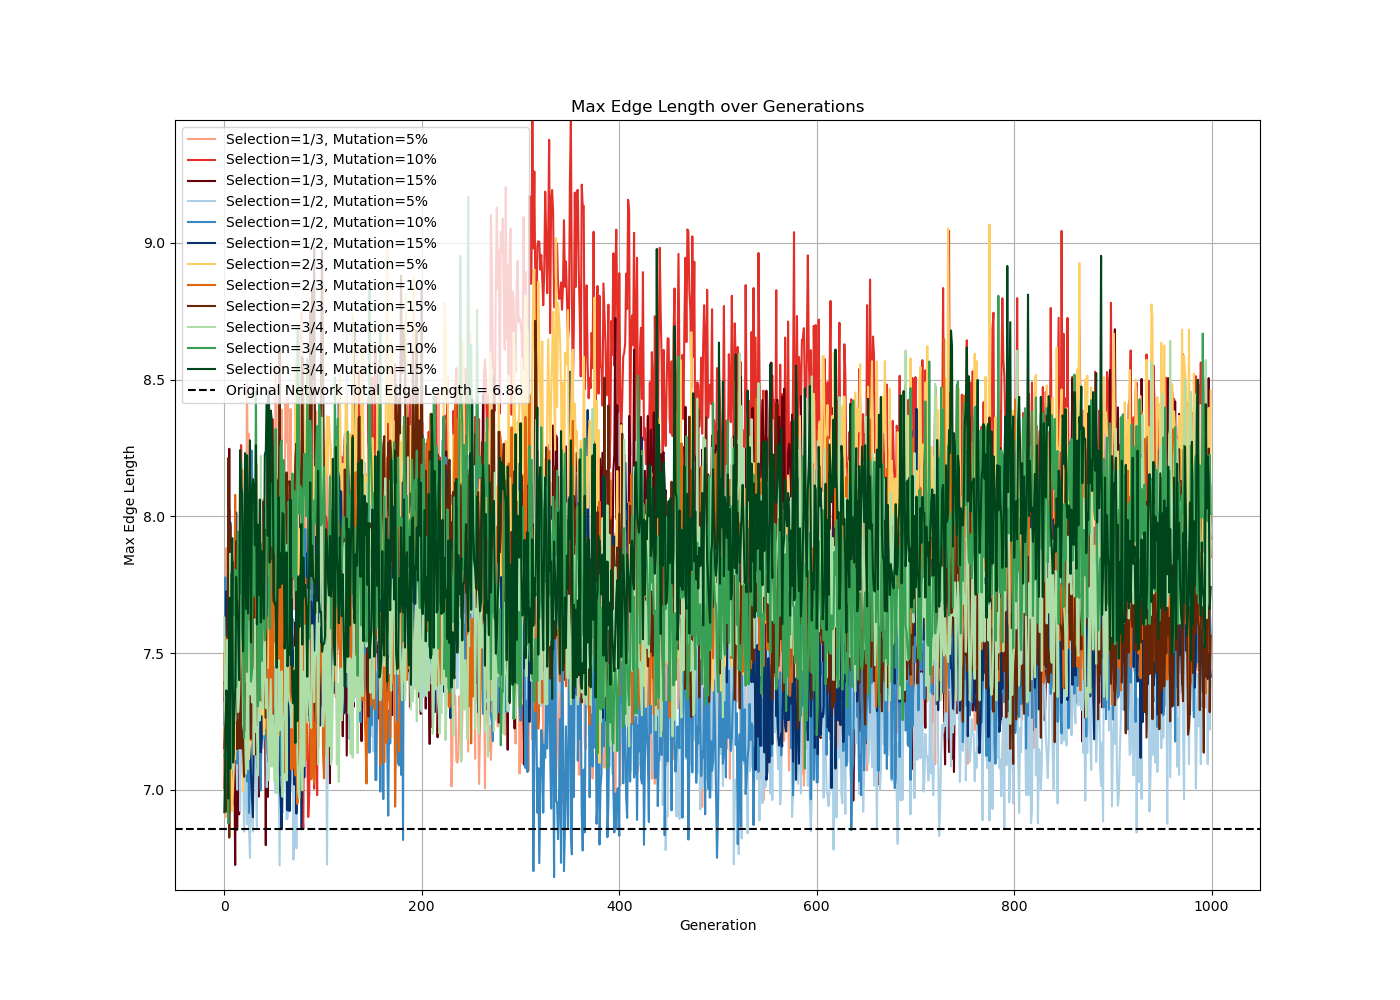 Max Edge Length over Generations
Selection=1/3, Mutation=5%
Selection=1/3, Mutation=10%
Selection=1/3, Mutation=15%
Selection=1/2, Mutation=5%
Selection=1/2, Mutation=10%
Selection=1/2, Mutation=15%
Selection=2/3, Mutation=5%
Selection=2/3, Mutation=10%
Selection=2/3, Mutation=15%
Selection=3/4, Mutation=5%
Selection=3/4, Mutation=10%
Selection=3/4, Mutation=15%
Original Network Total Edge Length = 6.86
Max Edge Length
9.0
8.5
8.0
7.5
7.0
0 200 400 600 800 1000
Generation